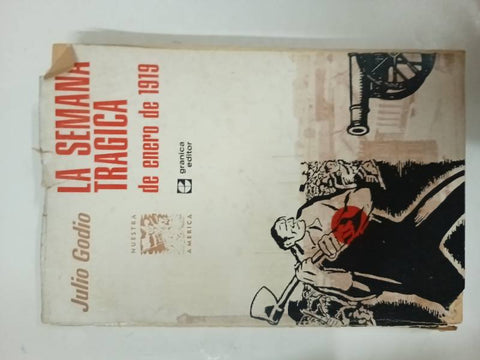 Julio Godio
LA SEMANA
TRAGICA
de enero de 1919
granica
editor
NUESTRA
AMERICA